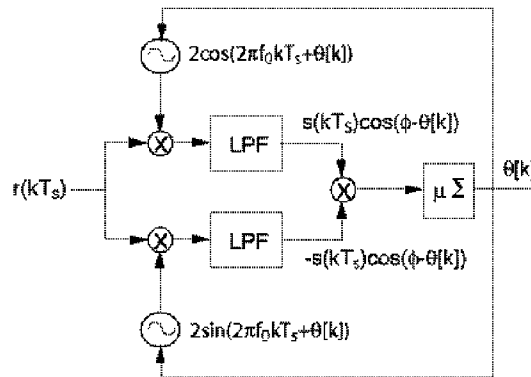 2cos(2πf₀kTₛ+θ[k])
s(kTₛ)cos(ϕ-θ[k])
LPF
r(kTₛ)
μ Σ
θ[k]
LPF
-s(kTₛ)cos(ϕ-θ[k])
2sin(2πf₀kTₛ+θ[k])